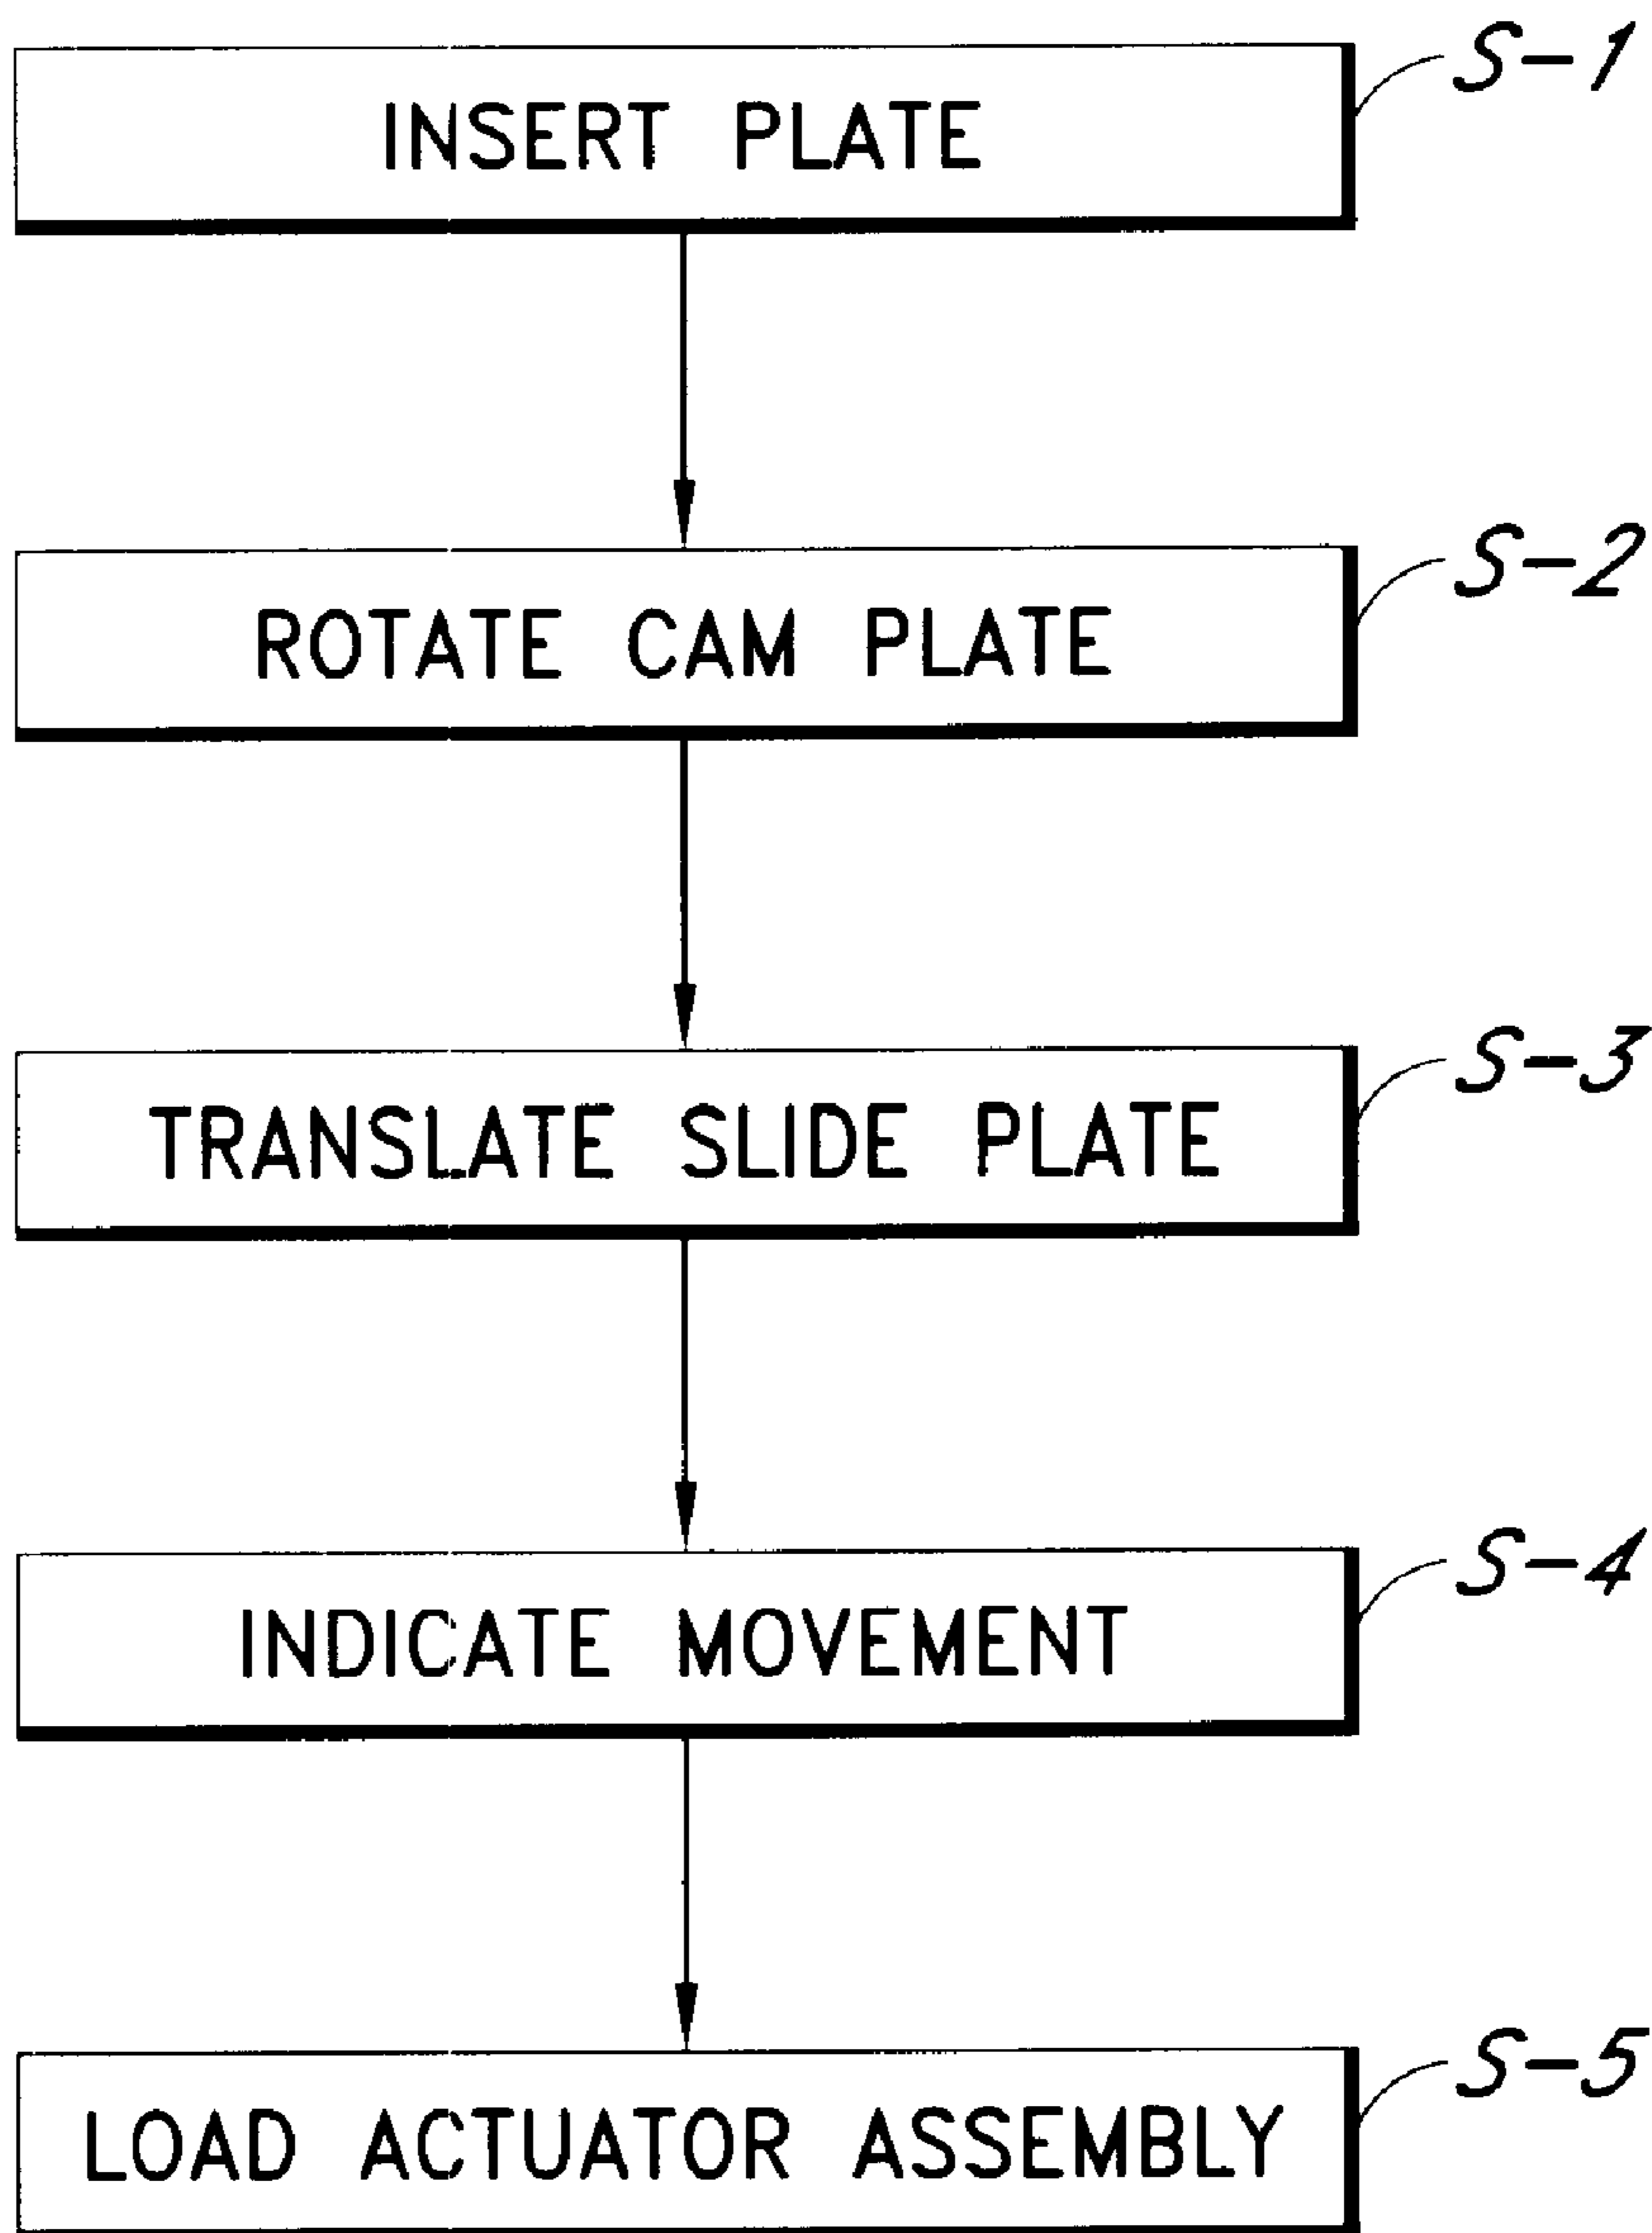 S-1
INSERT PLATE
S-2
ROTATE CAM PLATE
S-3
TRANSLATE SLIDE PLATE
S-4
INDICATE MOVEMENT
S-5
LOAD ACTUATOR ASSEMBLY